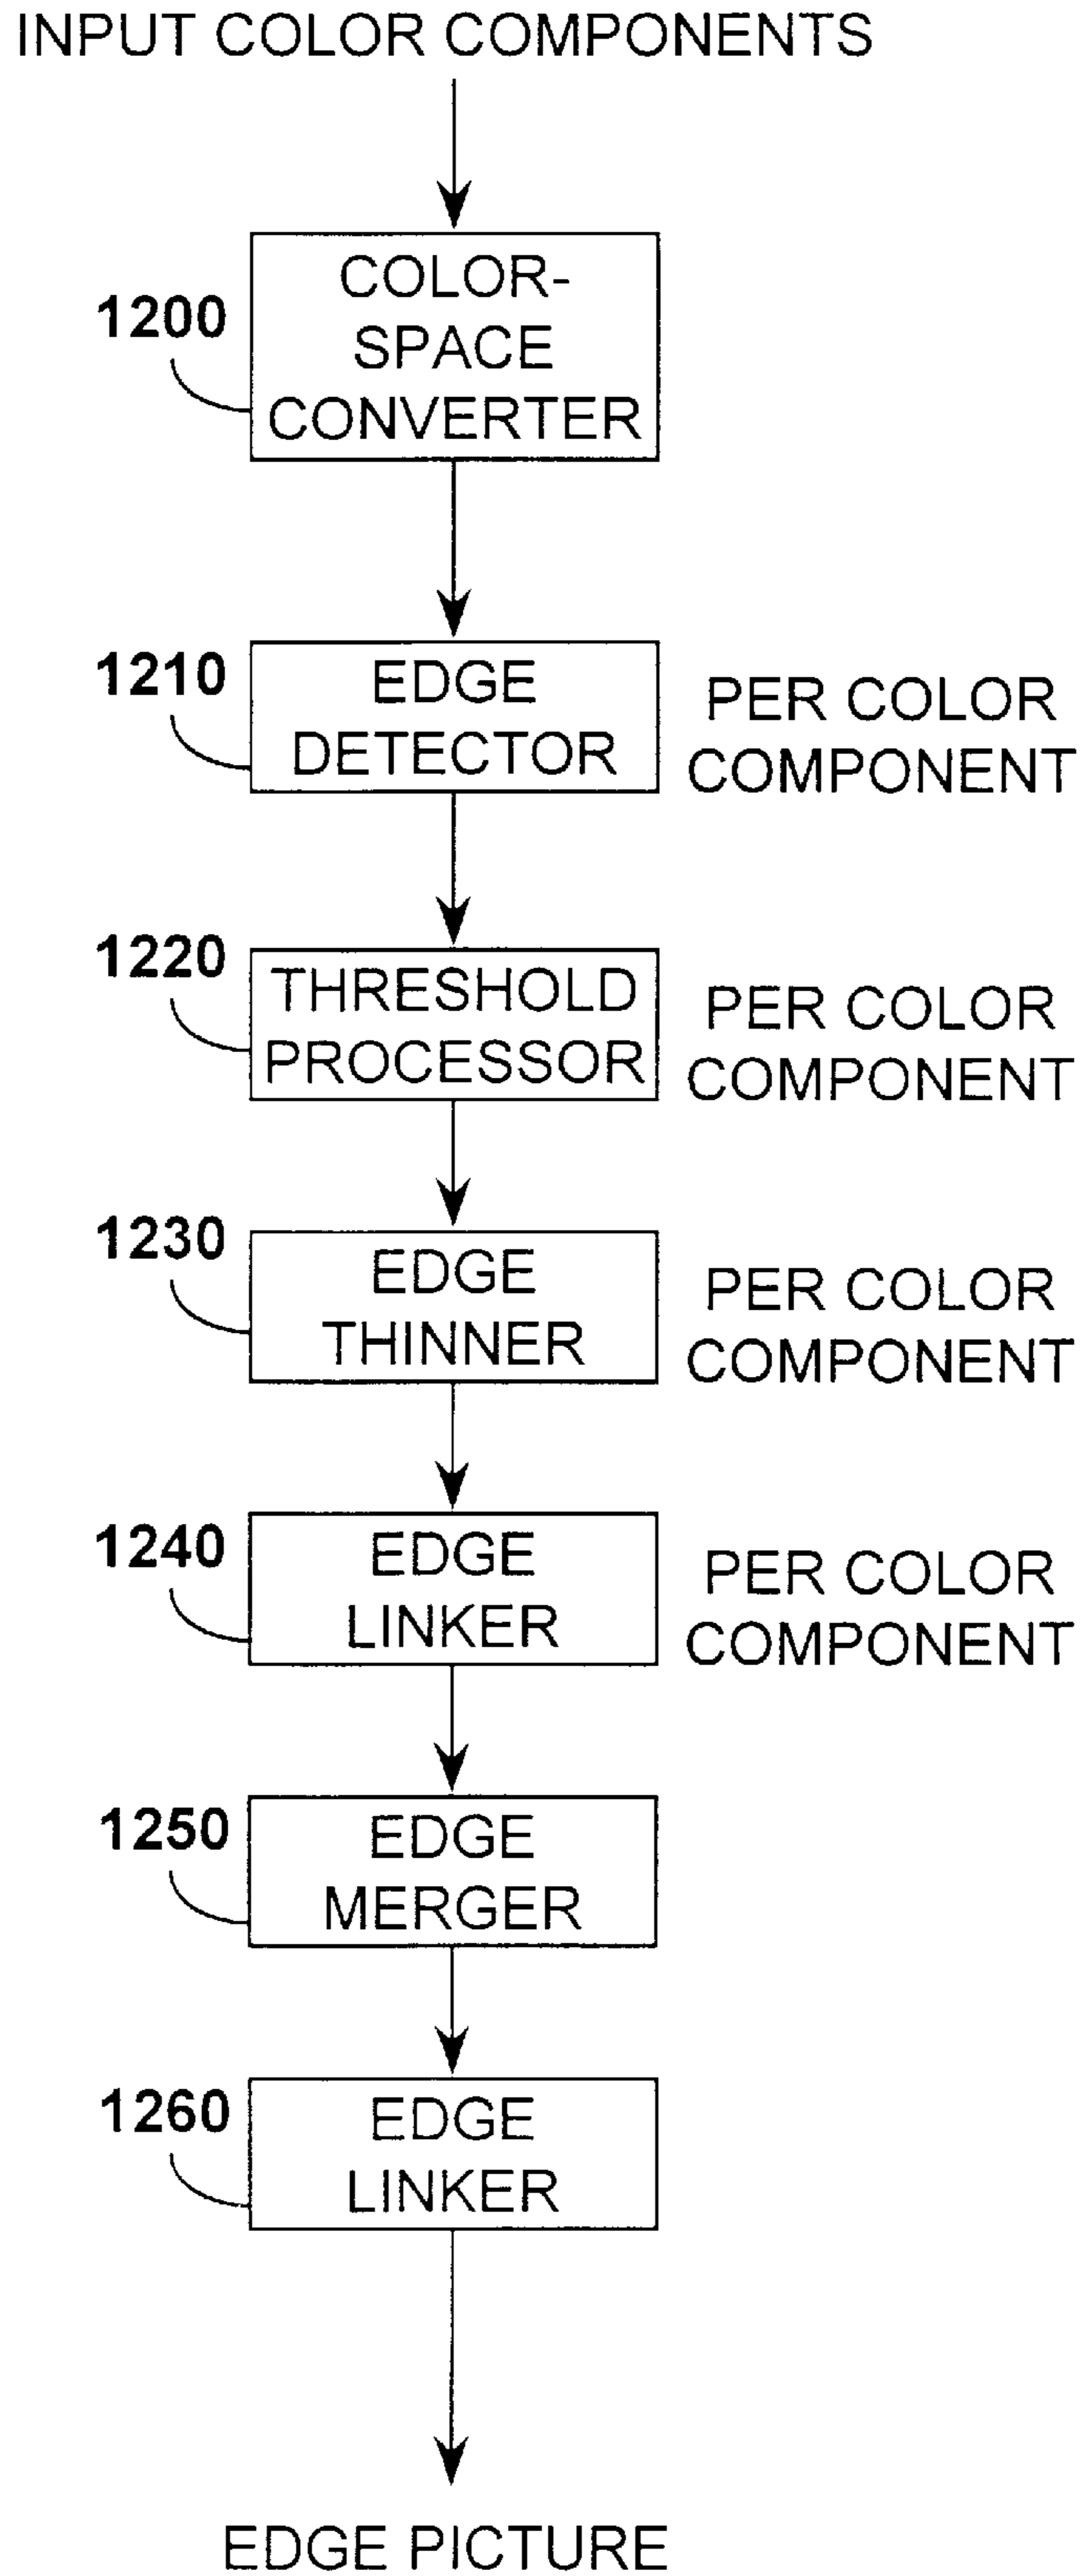 INPUT COLOR COMPONENTS
1200
COLOR-
SPACE
CONVERTER
1210
EDGE
DETECTOR
PER COLOR
COMPONENT
1220
THRESHOLD
PROCESSOR
PER COLOR
COMPONENT
1230
EDGE
THINNER
PER COLOR
COMPONENT
1240
EDGE
LINKER
PER COLOR
COMPONENT
1250
EDGE
MERGER
1260
EDGE
LINKER
EDGE PICTURE